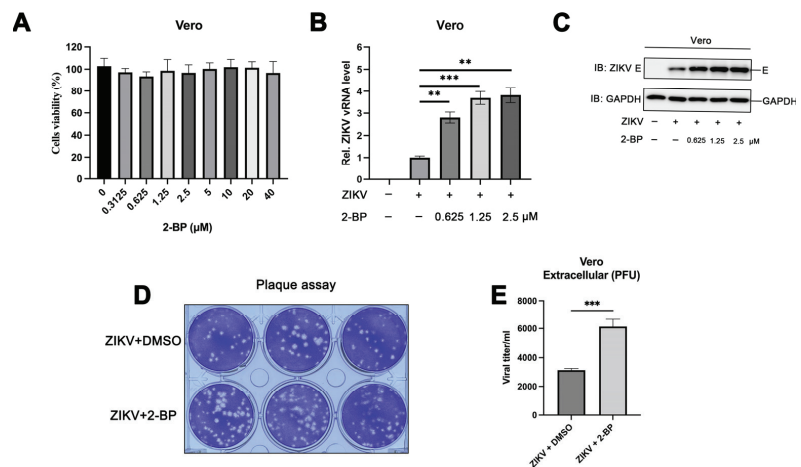 A
Vero
Cells viability (%)
120
100
80
60
40
20
0
0
0.3125
0.625
1.25
2.5
5
10
20
40
2-BP (µM)
B
Vero
Rel. ZIKV vRNA level
6
5
4
3
2
1
0
**
***
**
ZIKV – + + + +
2-BP – – 0.625 1.25 2.5 µM
C
Vero
IB: ZIKV E
E
IB: GAPDH
GAPDH
ZIKV – + + + +
2-BP – – 0.625 1.25 2.5 µM
D
Plaque assay
ZIKV+DMSO
ZIKV+2-BP
E
Vero
Extracellular (PFU)
Viral titer/ml
8000
6000
4000
2000
0
***
ZIKV + DMSO
ZIKV + 2-BP